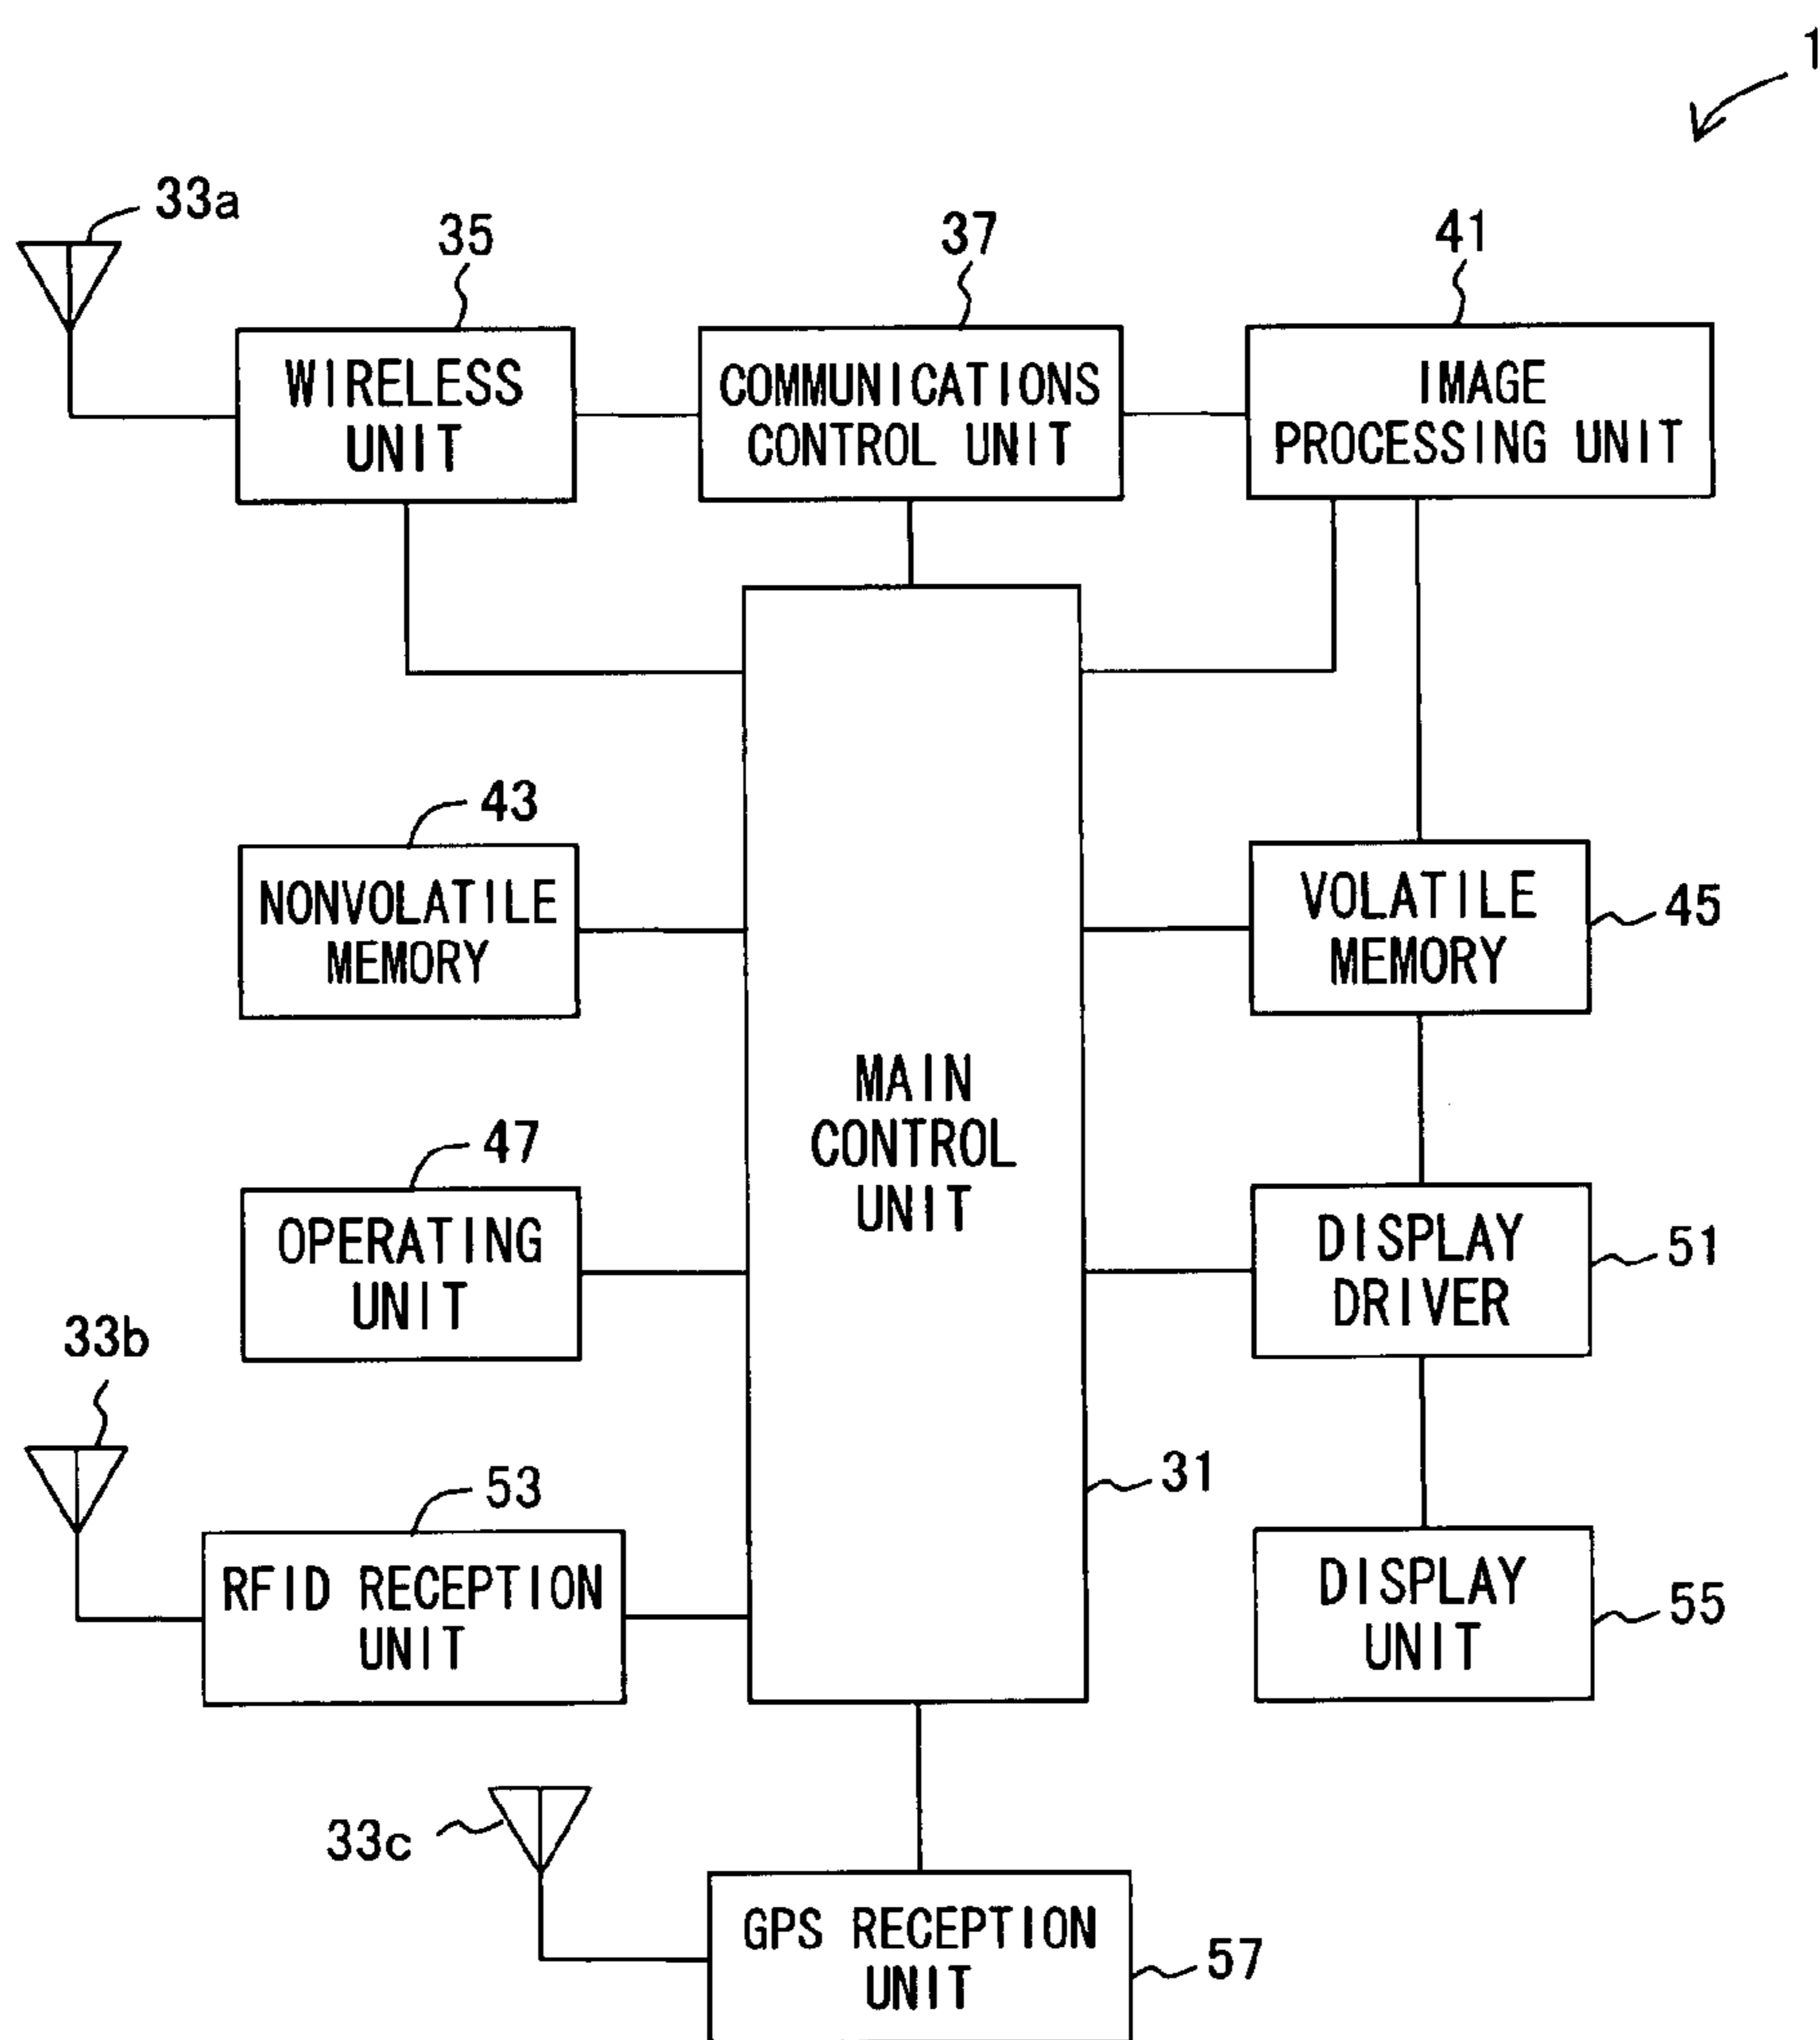 1
33a
35
37
41
WIRELESS
UNIT
COMMUNICATIONS
CONTROL UNIT
IMAGE
PROCESSING UNIT
43
NONVOLATILE
MEMORY
VOLATILE
MEMORY
45
MAIN
CONTROL
UNIT
47
OPERATING
UNIT
DISPLAY
DRIVER
51
33b
53
31
RFID RECEPTION
UNIT
DISPLAY
UNIT
55
33c
GPS RECEPTION
UNIT
57